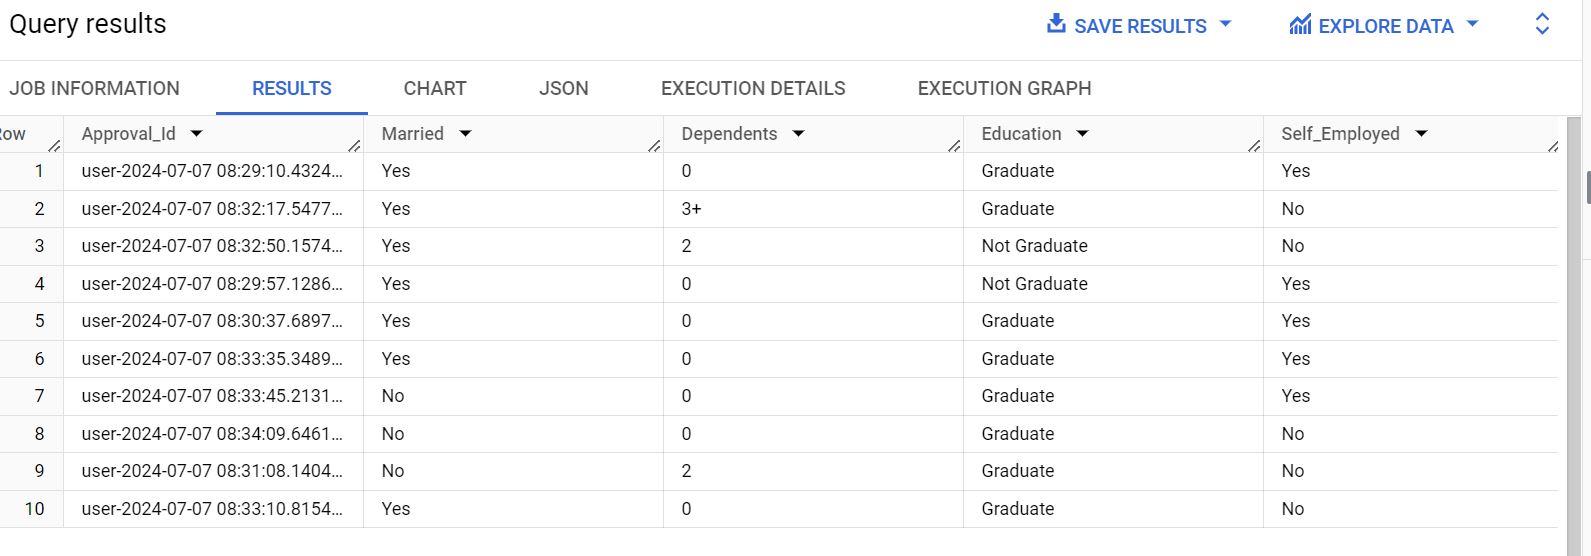 Query results SAVE RESULTS EXPLORE DATA
JOB INFORMATION RESULTS CHART JSON EXECUTION DETAILS EXECUTION GRAPH
Row Approval_Id Married Dependents Education Self_Employed
1 user-2024-07-07 08:29:10.4324... Yes 0 Graduate Yes
2 user-2024-07-07 08:32:17.5477... Yes 3+ Graduate No
3 user-2024-07-07 08:32:50.1574... Yes 2 Not Graduate No
4 user-2024-07-07 08:29:57.1286... Yes 0 Not Graduate Yes
5 user-2024-07-07 08:30:37.6897... Yes 0 Graduate Yes
6 user-2024-07-07 08:33:35.3489... Yes 0 Graduate Yes
7 user-2024-07-07 08:33:45.2131... No 0 Graduate Yes
8 user-2024-07-07 08:34:09.6461... No 0 Graduate No
9 user-2024-07-07 08:31:08.1404... No 2 Graduate No
10 user-2024-07-07 08:33:10.8154... Yes 0 Graduate No